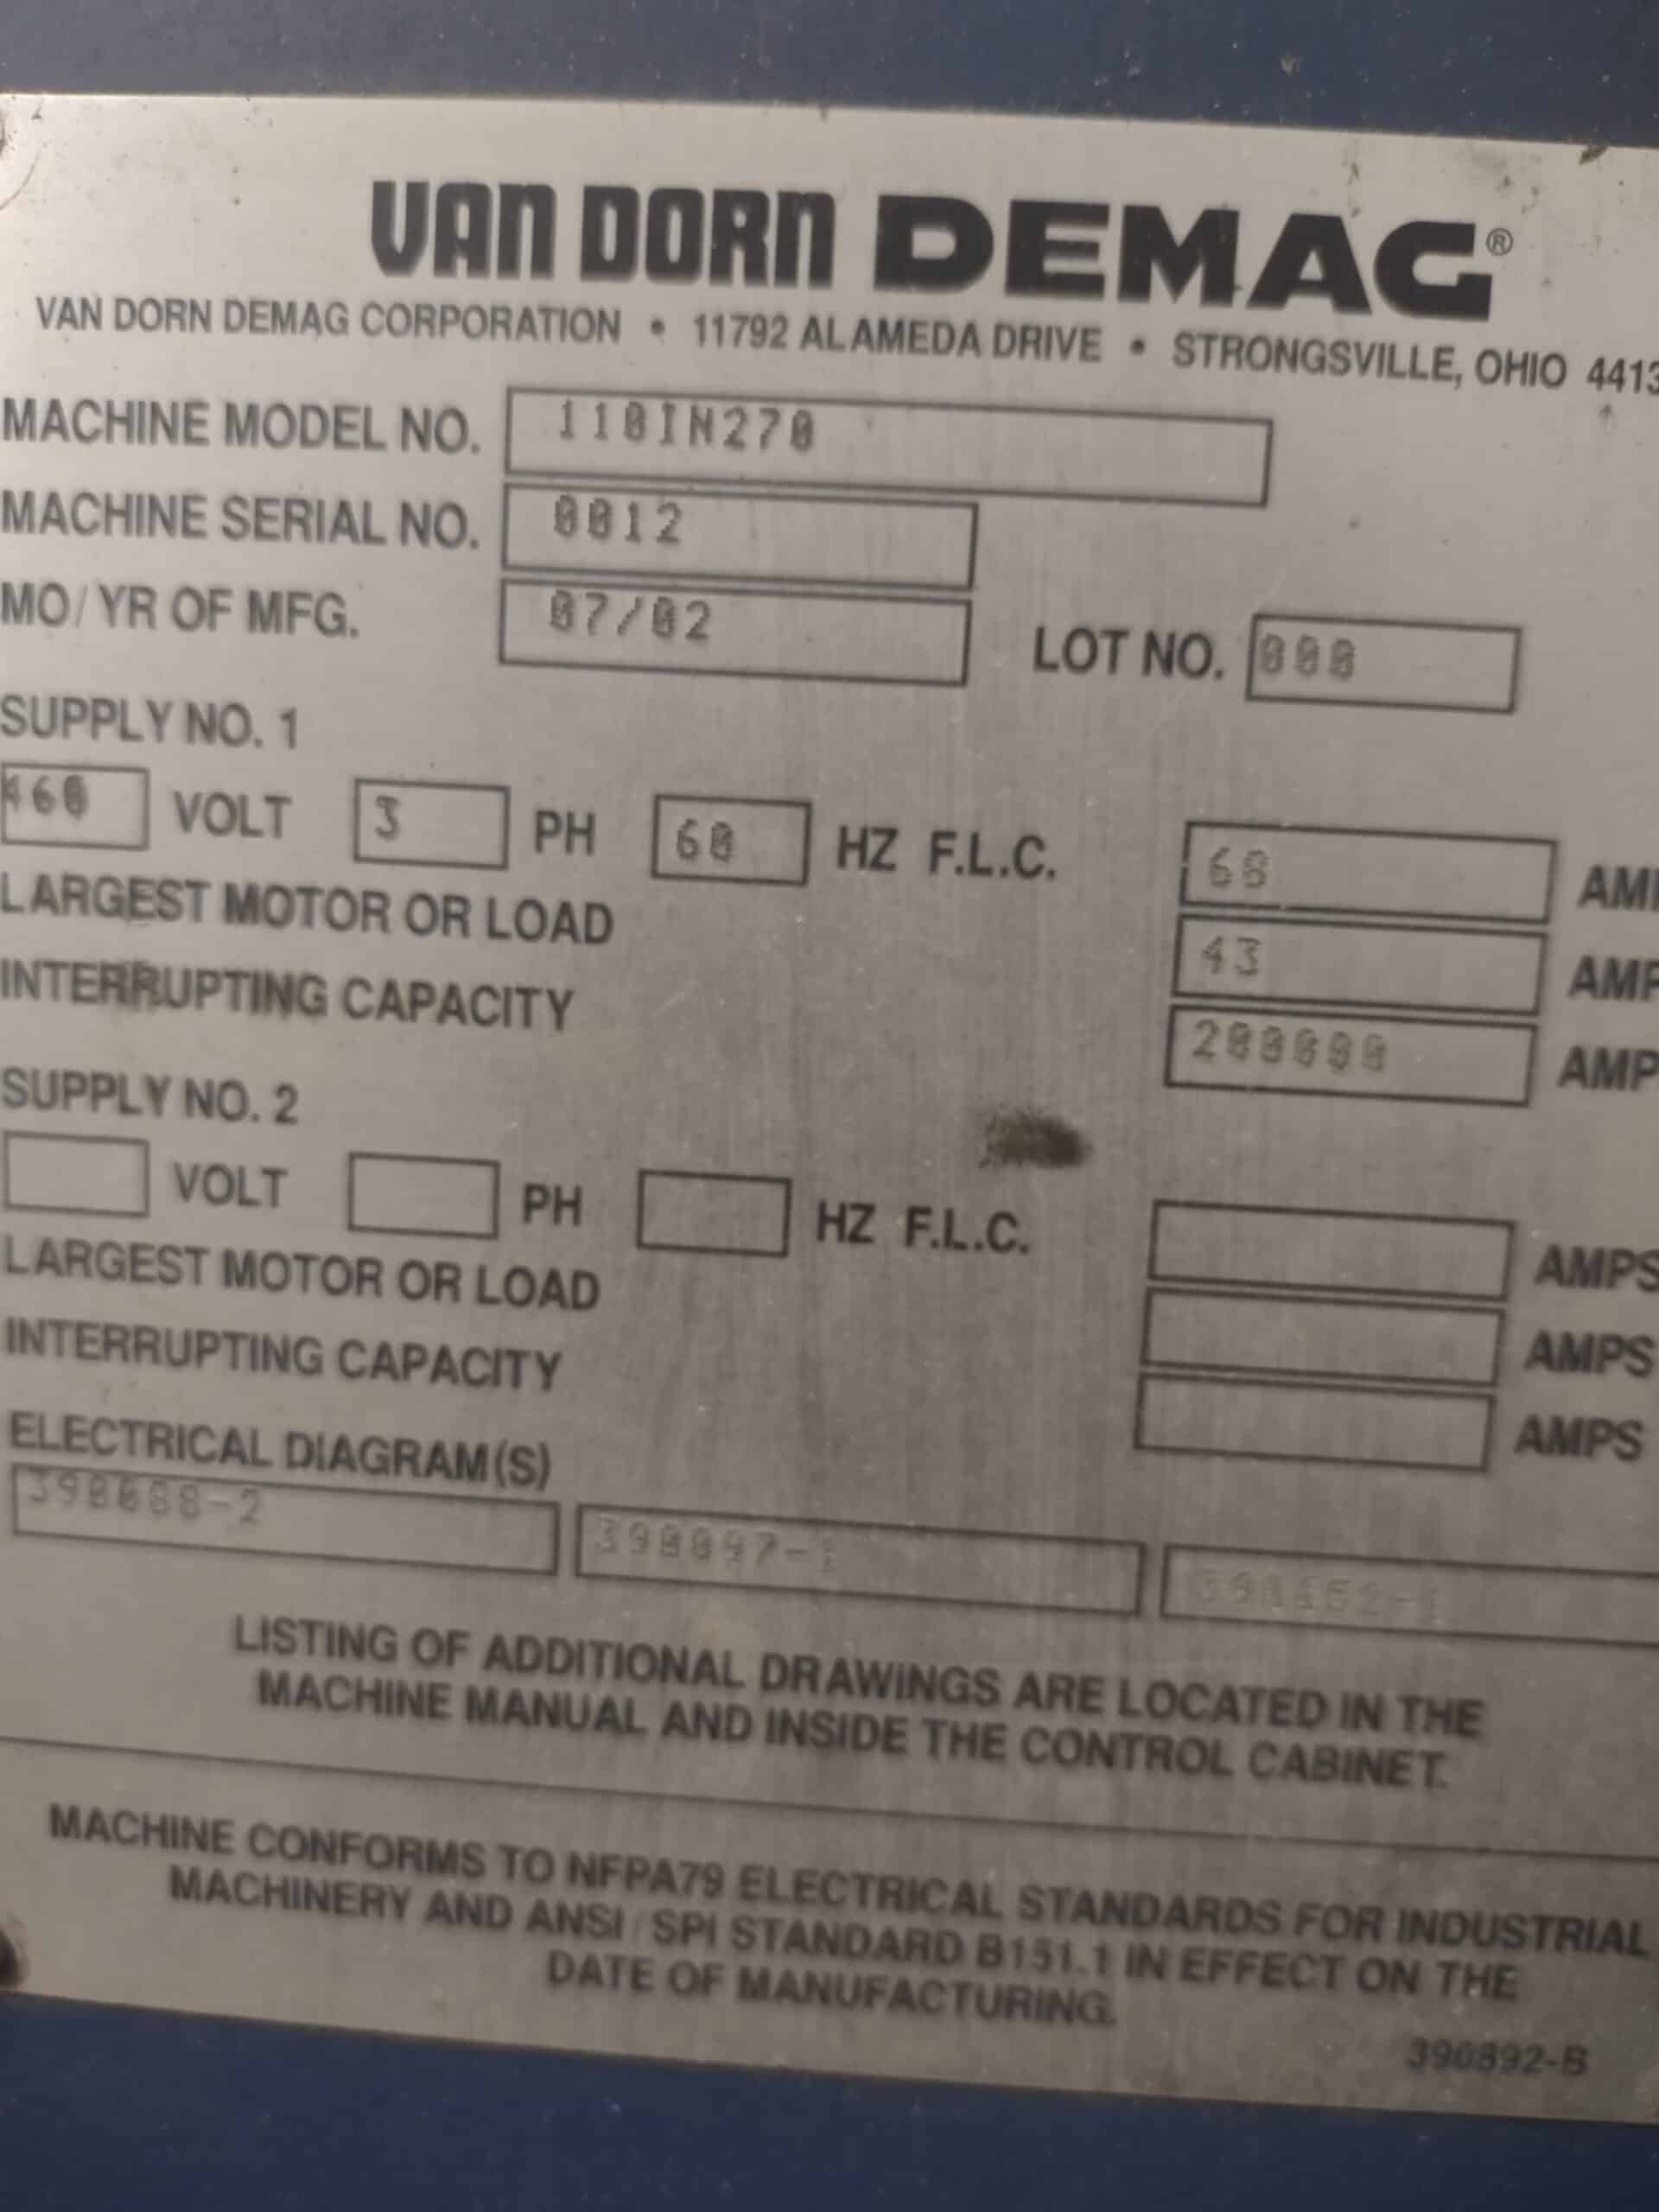 VAN DORN DEMAG®
VAN DORN DEMAG CORPORATION • 11792 ALAMEDA DRIVE • STRONGSVILLE, OHIO 4413
MACHINE MODEL NO. 110IN270
MACHINE SERIAL NO. 0012
MO/YR OF MFG. 07/02 LOT NO. 000
SUPPLY NO. 1
460 VOLT 3 PH 60 HZ F.L.C. AMP
LARGEST MOTOR OR LOAD 43 AMP
INTERRUPTING CAPACITY 200000 AMP
SUPPLY NO. 2
VOLT PH HZ F.L.C. AMPS
LARGEST MOTOR OR LOAD AMPS
INTERRUPTING CAPACITY AMPS
ELECTRICAL DIAGRAM(S)
LISTING OF ADDITIONAL DRAWINGS ARE LOCATED IN THE
MACHINE MANUAL AND INSIDE THE CONTROL CABINET.
MACHINE CONFORMS TO NFPA79 ELECTRICAL STANDARDS FOR INDUSTRIAL
MACHINERY AND ANSI/SPI STANDARD B151.1 IN EFFECT ON THE
DATE OF MANUFACTURING.
390892-B